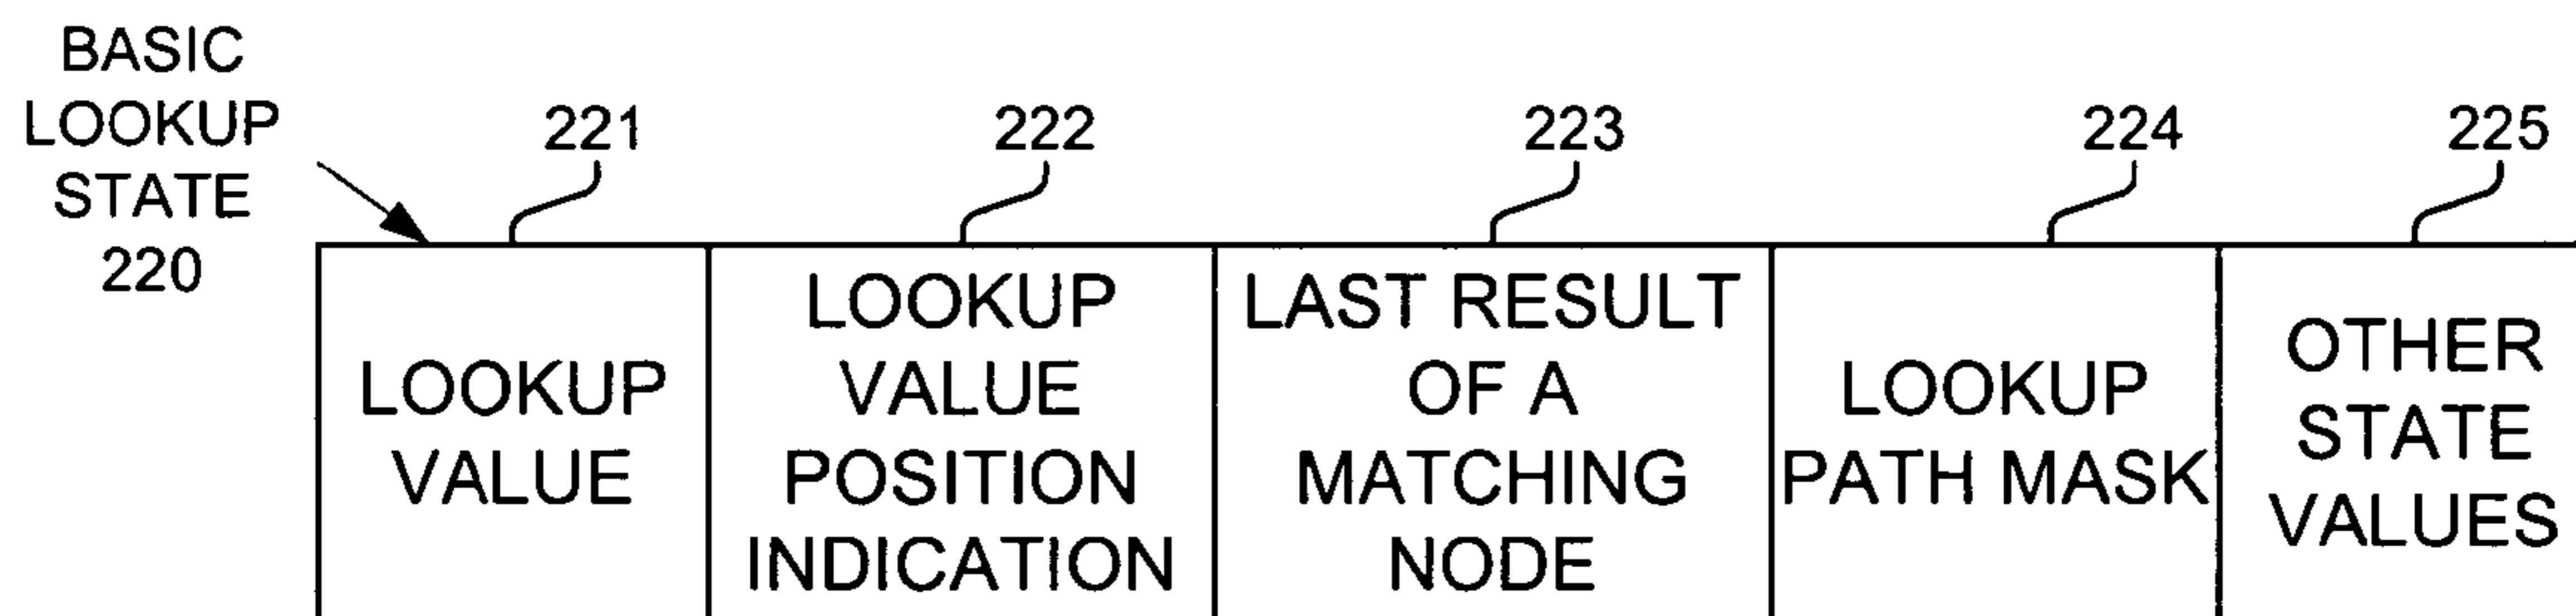 BASIC
LOOKUP
STATE
220
221
222
223
224
225
LOOKUP
VALUE
LOOKUP
VALUE
POSITION
INDICATION
LAST RESULT
OF A
MATCHING
NODE
LOOKUP
PATH MASK
OTHER
STATE
VALUES